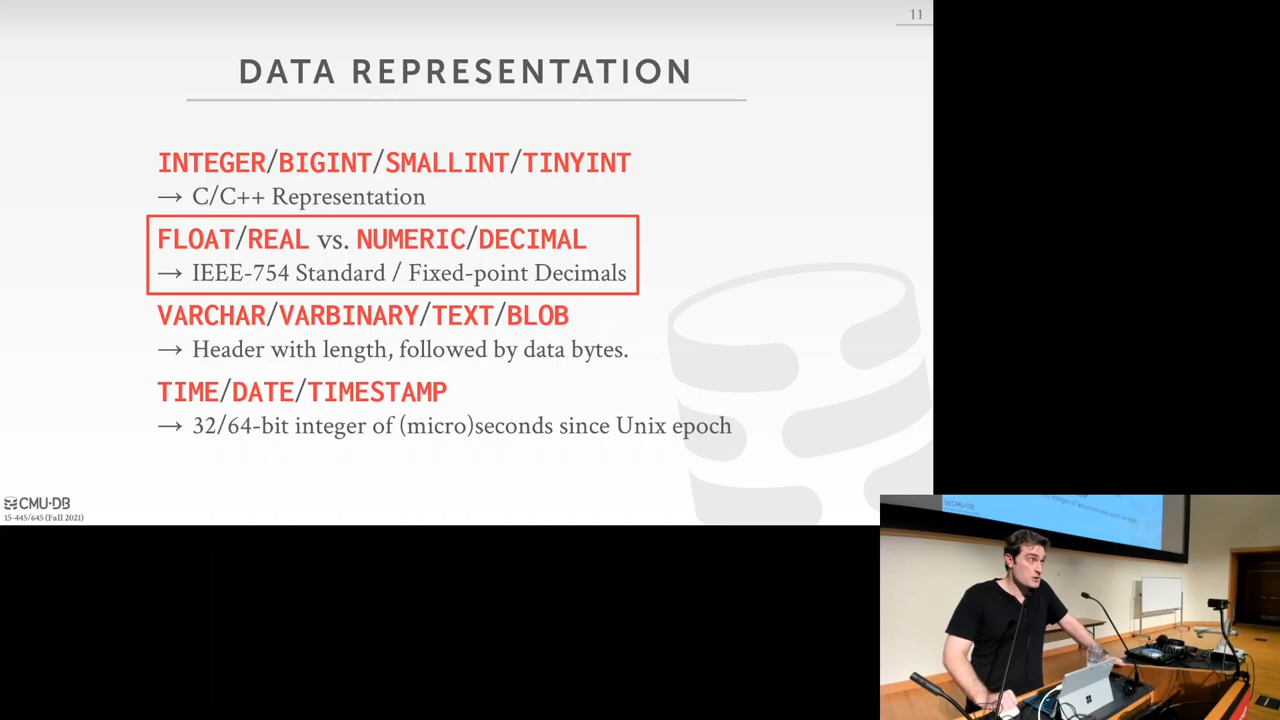 11
DATA REPRESENTATION
INTEGER/BIGINT/SMALLINT/TINYINT
→ C/C++ Representation
FLOAT/REAL vs. NUMERIC/DECIMAL
→ IEEE-754 Standard / Fixed-point Decimals
VARCHAR/VARBINARY/TEXT/BLOB
→ Header with length, followed by data bytes.
TIME/DATE/TIMESTAMP
→ 32/64-bit integer of (micro)seconds since Unix epoch
CMU·DB
15-445/645 (Fall 2021)